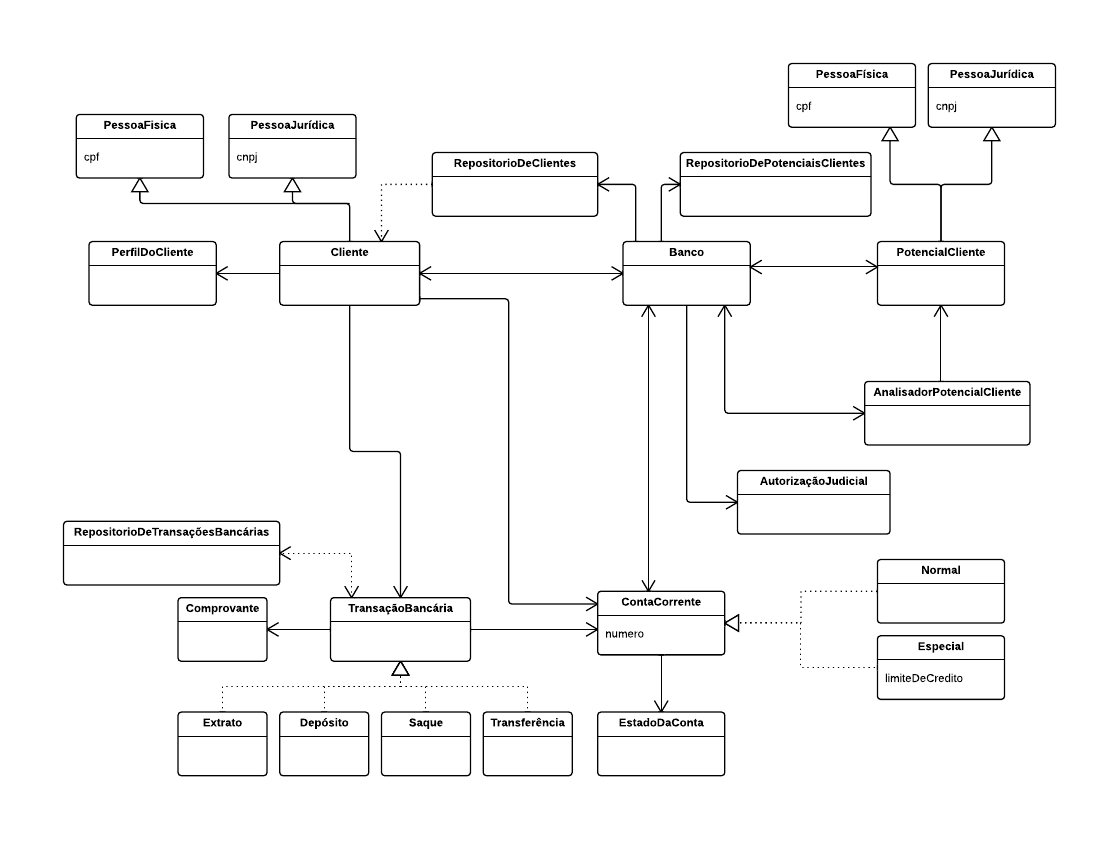 PessoaFísica
cpf
PessoaJurídica
cnpj
PessoaFisica
cpf
PessoaJurídica
cnpj
RepositorioDeClientes
RepositorioDePotenciaisClientes
PerfilDoCliente
Cliente
Banco
PotencialCliente
AnalisadorPotencialCliente
AutorizaçãoJudicial
RepositorioDeTransaçõesBancárias
Normal
Comprovante
TransaçãoBancária
ContaCorrente
numero
Especial
limiteDeCredito
Extrato
Depósito
Saque
Transferência
EstadoDaConta